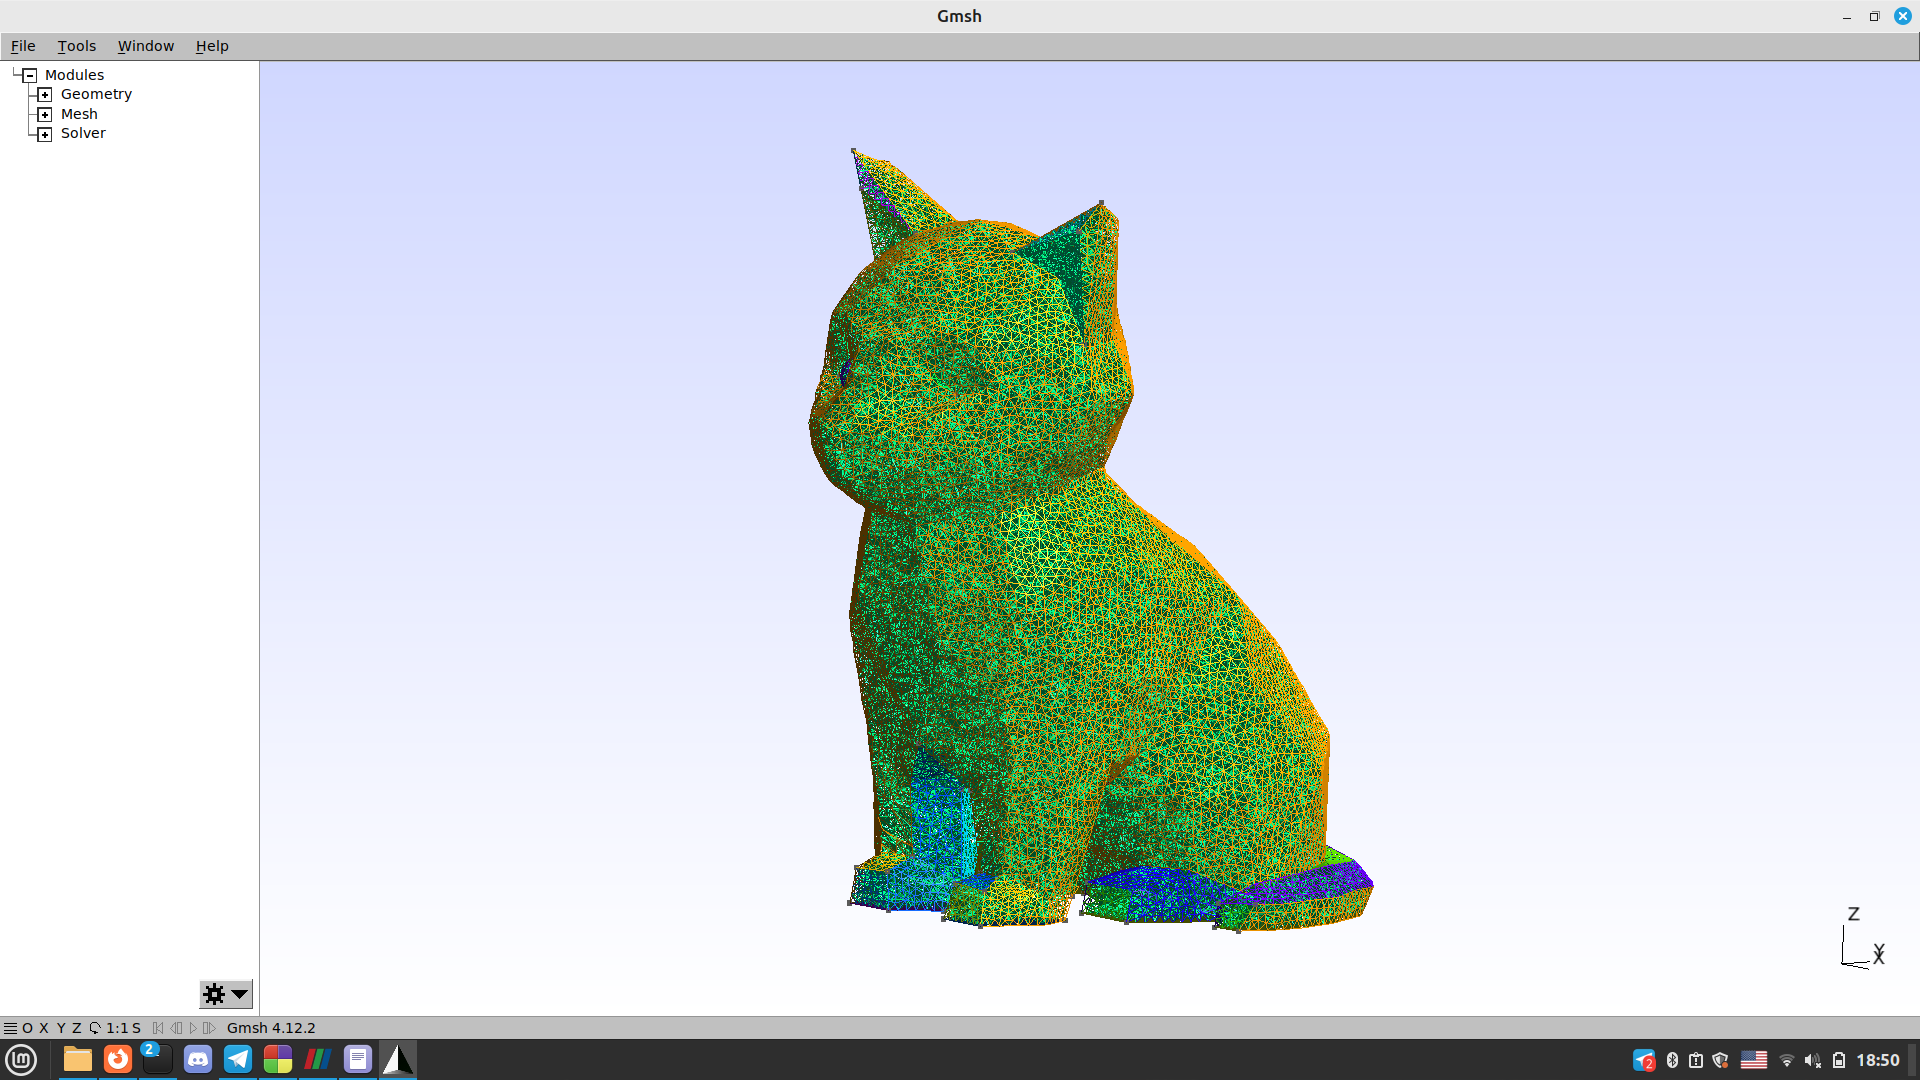 Gmsh
File Tools Window Help
Modules
Geometry
Mesh
Solver
Z
Y
X
O X Y Z 1:1 S Gmsh 4.12.2
2
lm
2
18:50